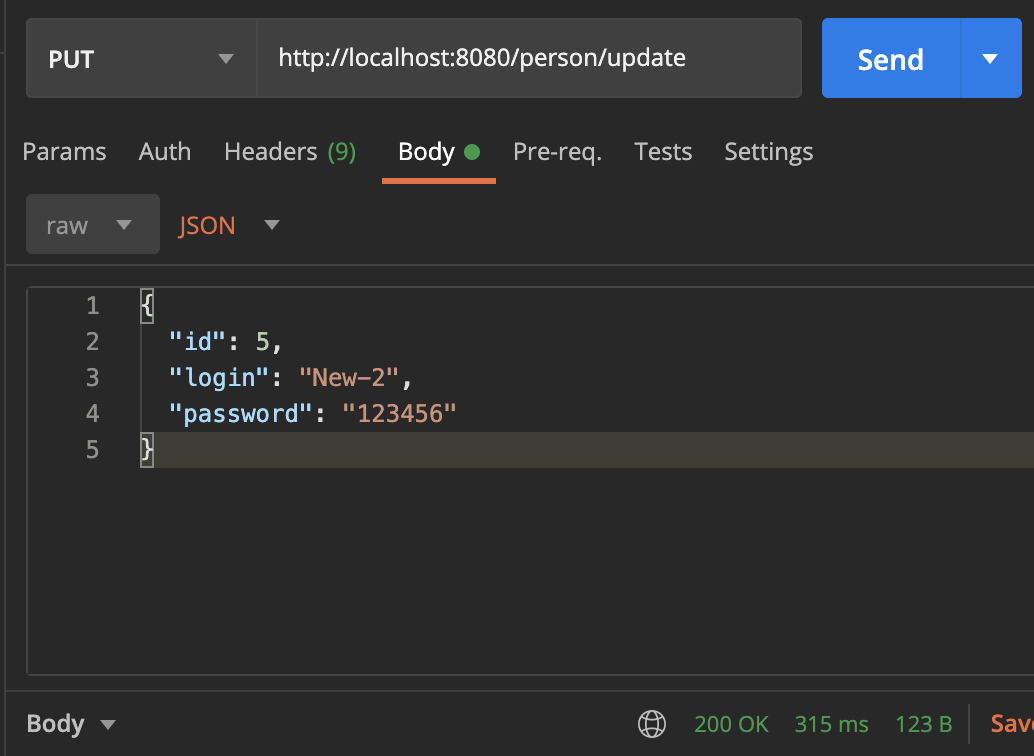 PUT http://localhost:8080/person/update Send
Params Auth Headers (9) Body Pre-req. Tests Settings
raw JSON
1 {
2 "id": 5,
3 "login": "New-2",
4 "password": "123456"
5 }
Body 200 OK 315 ms 123 B